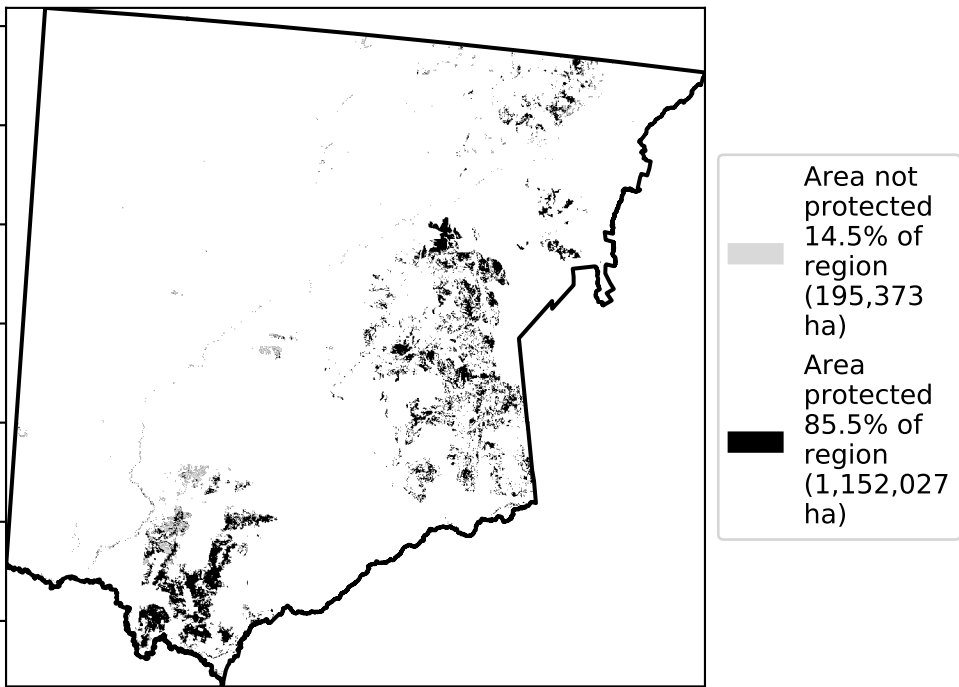 Area not
protected
14.5% of
region
(195,373
ha)
Area
protected
85.5% of
region
(1,152,027
ha)